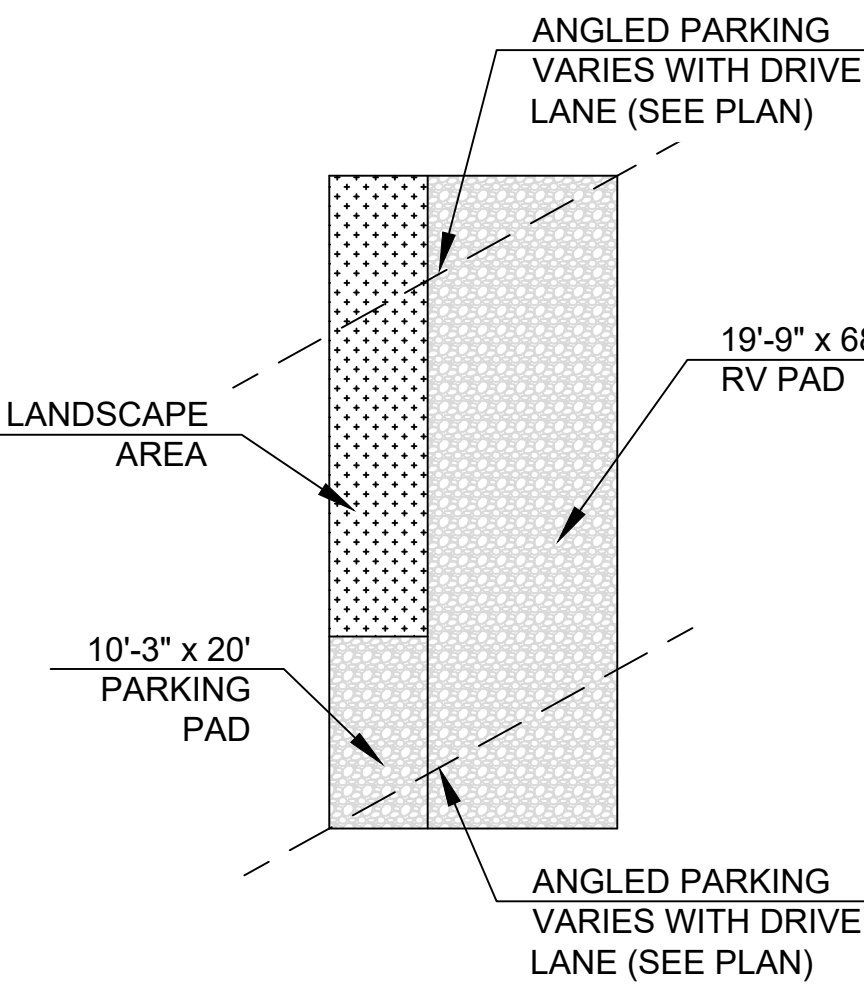 ANGLED PARKING
VARIES WITH DRIVE
LANE (SEE PLAN)
19'-9" x 68
RV PAD
LANDSCAPE
AREA
10'-3" x 20'
PARKING
PAD
ANGLED PARKING
VARIES WITH DRIVE
LANE (SEE PLAN)